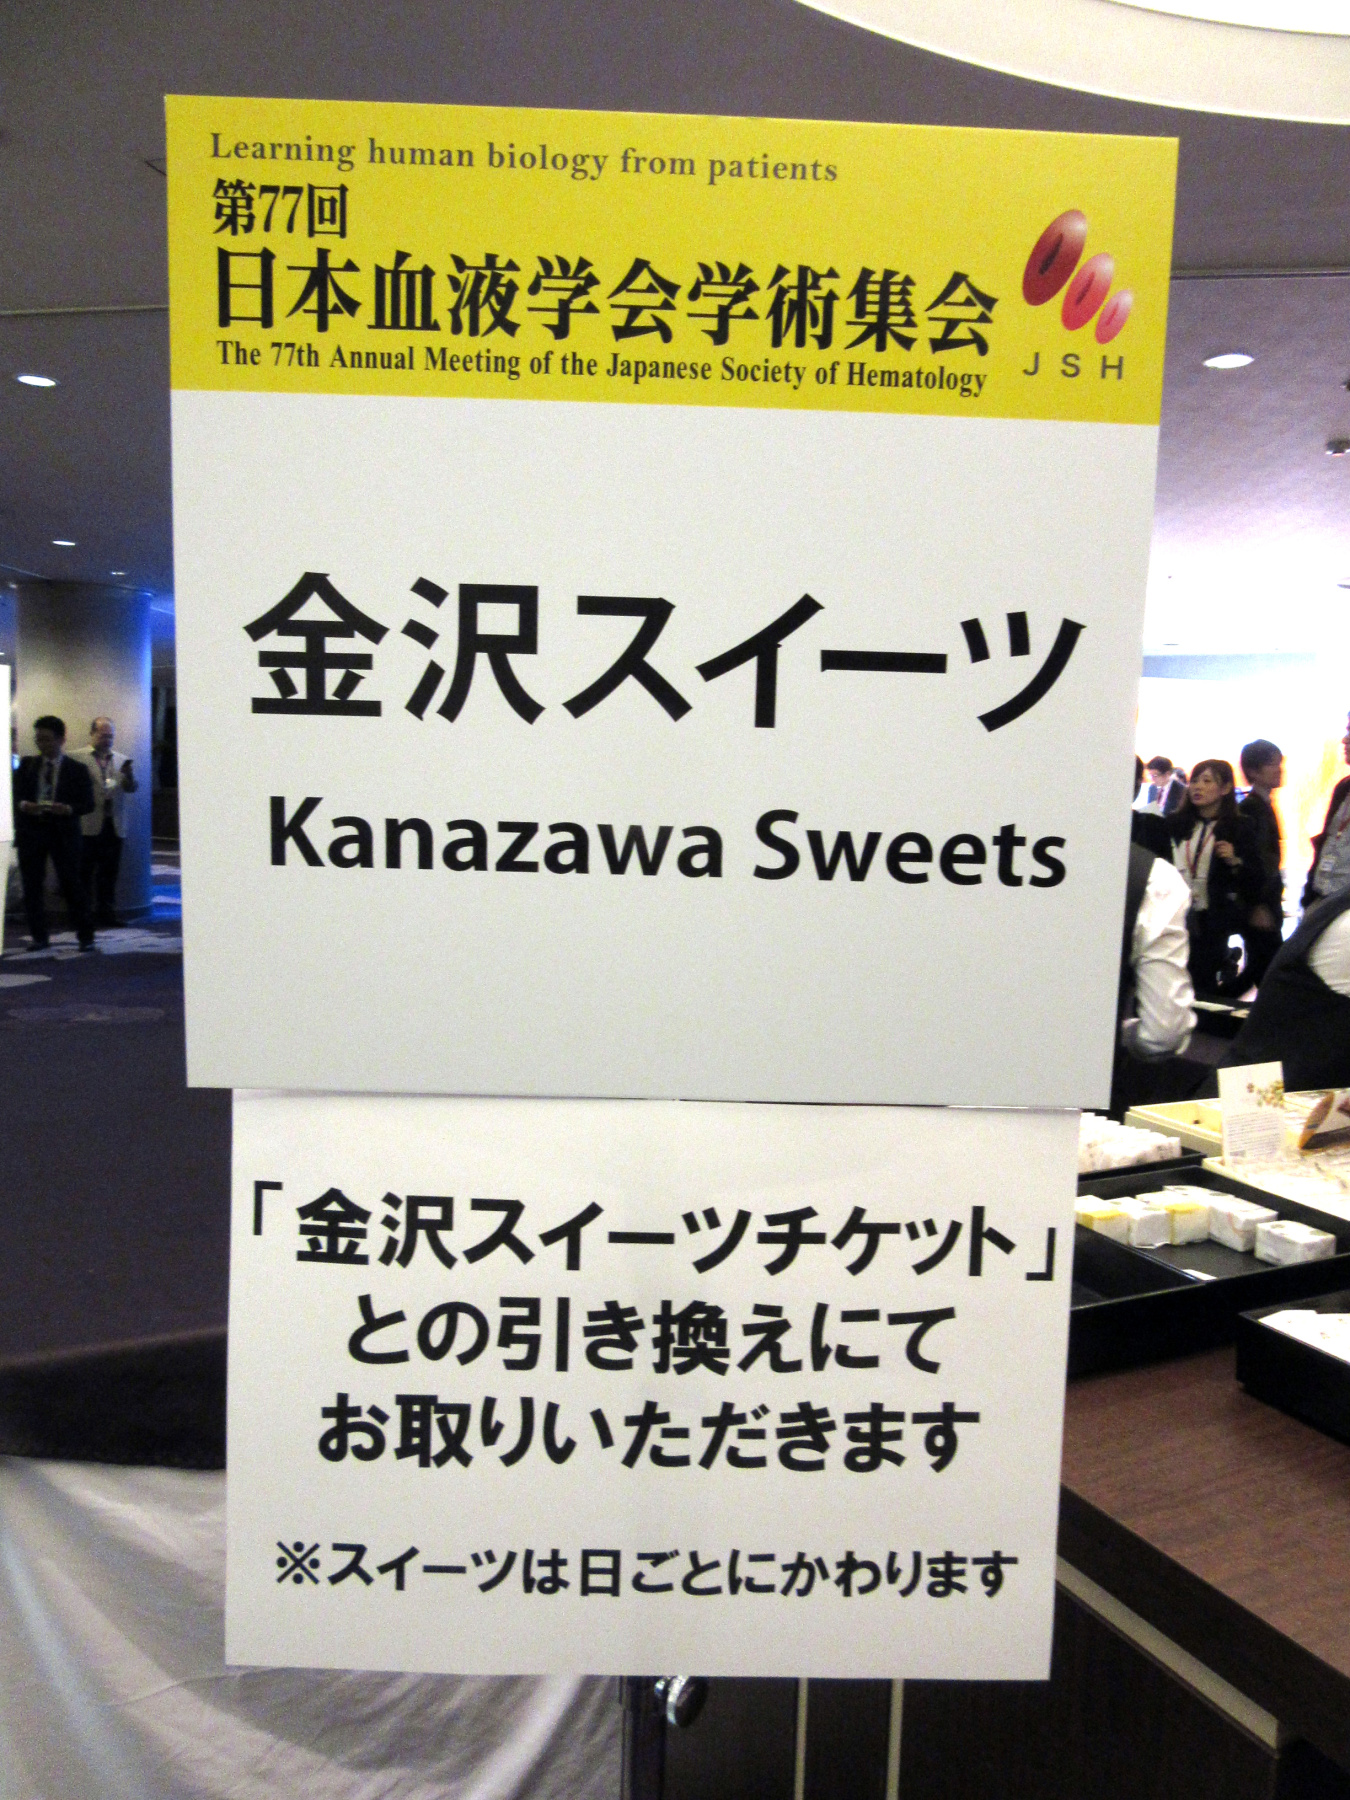 Learning human biology from patients
第77回
日本血液学会学術集会
The 77th Annual Meeting of the Japanese Society of Hematology
JSH
金沢スイーツ
Kanazawa Sweets
「金沢スイーツチケット」
との引き換えにて
お取りいただきます
※スイーツは日ごとにかわります